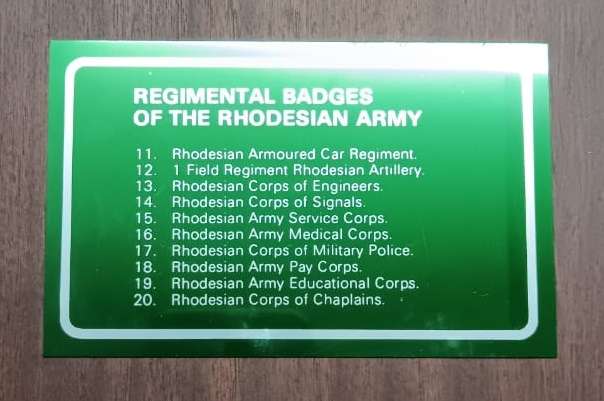 REGIMENTAL BADGES
OF THE RHODESIAN ARMY
11. Rhodesian Armoured Car Regiment.
12. 1 Field Regiment Rhodesian Artillery.
13. Rhodesian Corps of Engineers.
14. Rhodesian Corps of Signals.
15. Rhodesian Army Service Corps.
16. Rhodesian Army Medical Corps.
17. Rhodesian Corps of Military Police.
18. Rhodesian Army Pay Corps.
19. Rhodesian Army Educational Corps.
20. Rhodesian Corps of Chaplains.